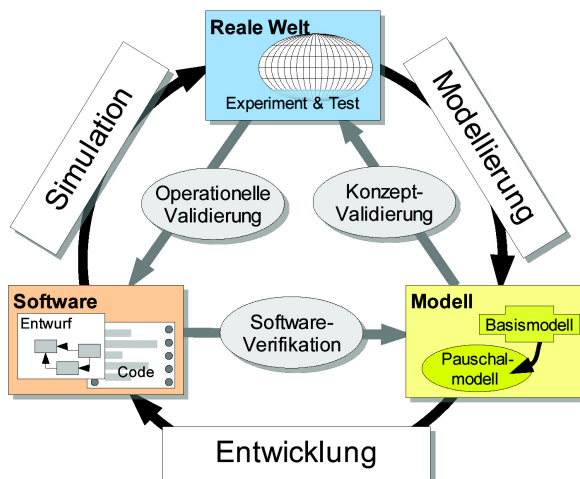 Reale Welt
Experiment & Test
Simulation
Modellierung
Operationelle
Validierung
Konzept-
Validierung
Software
Entwurf
Code
Software-
Verifikation
Modell
Basismodell
Pauschal-
modell
Entwicklung